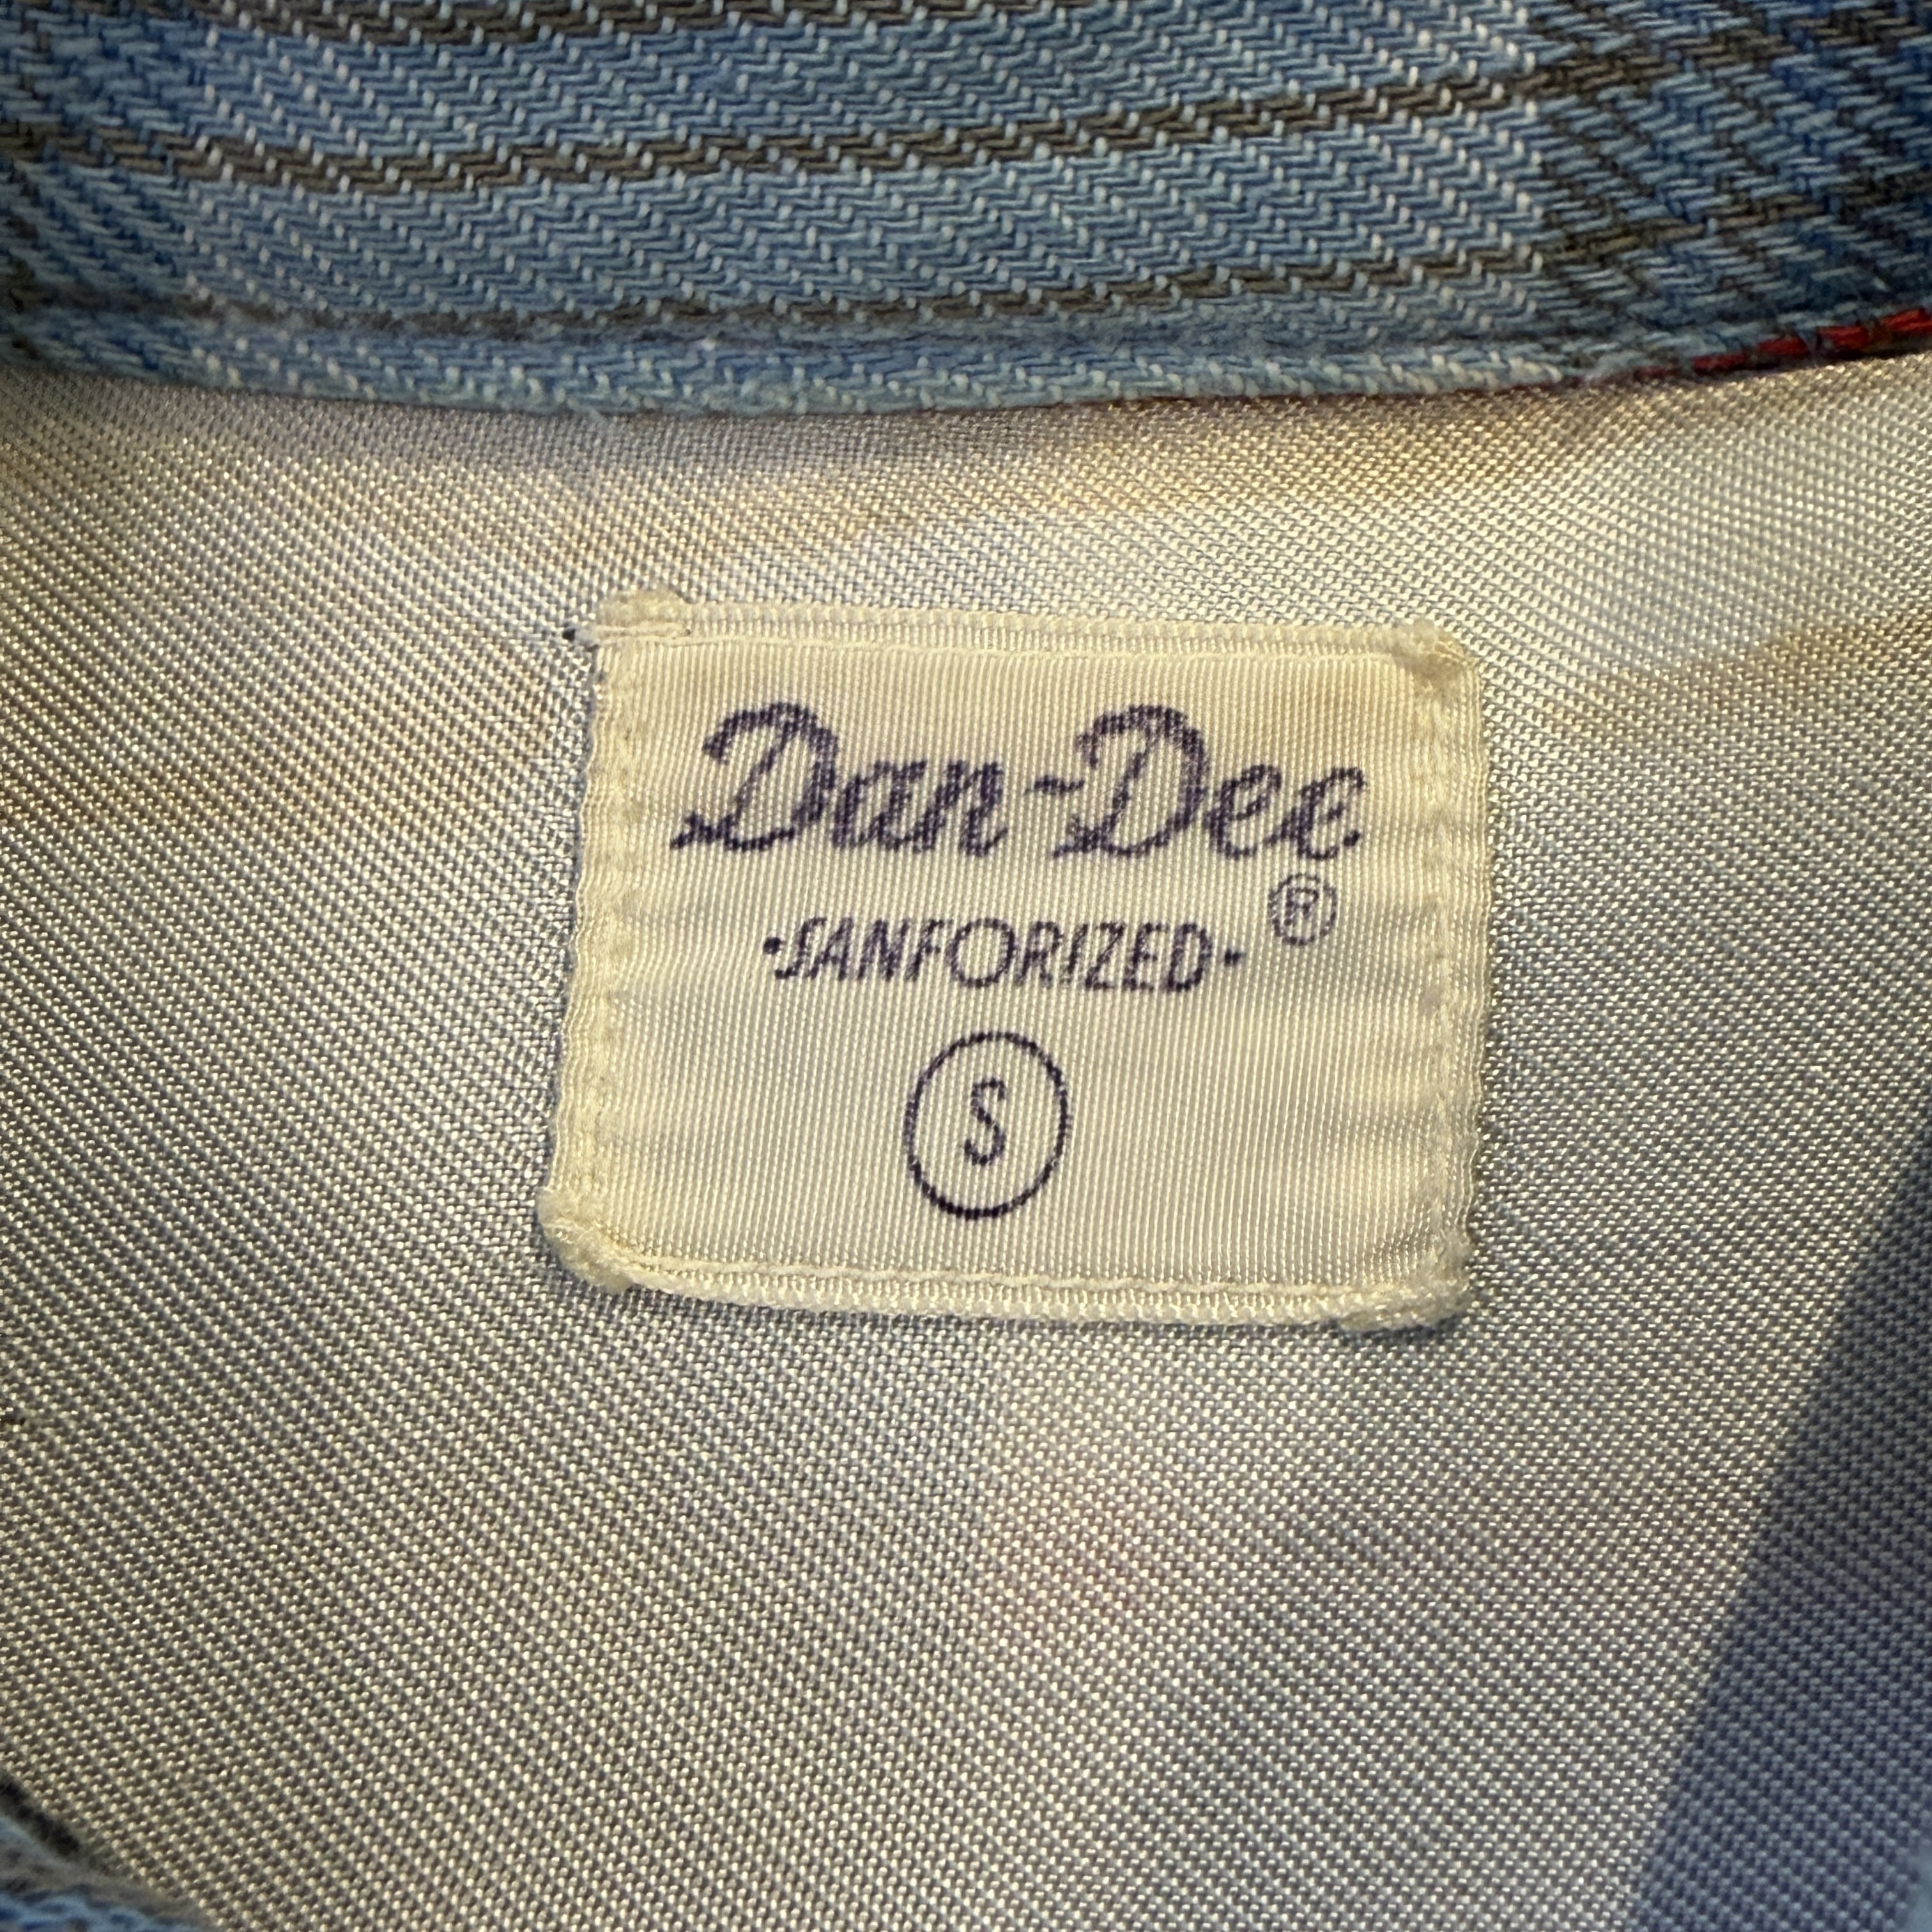 Dan-Dee
·SANFORIZED· ®
S